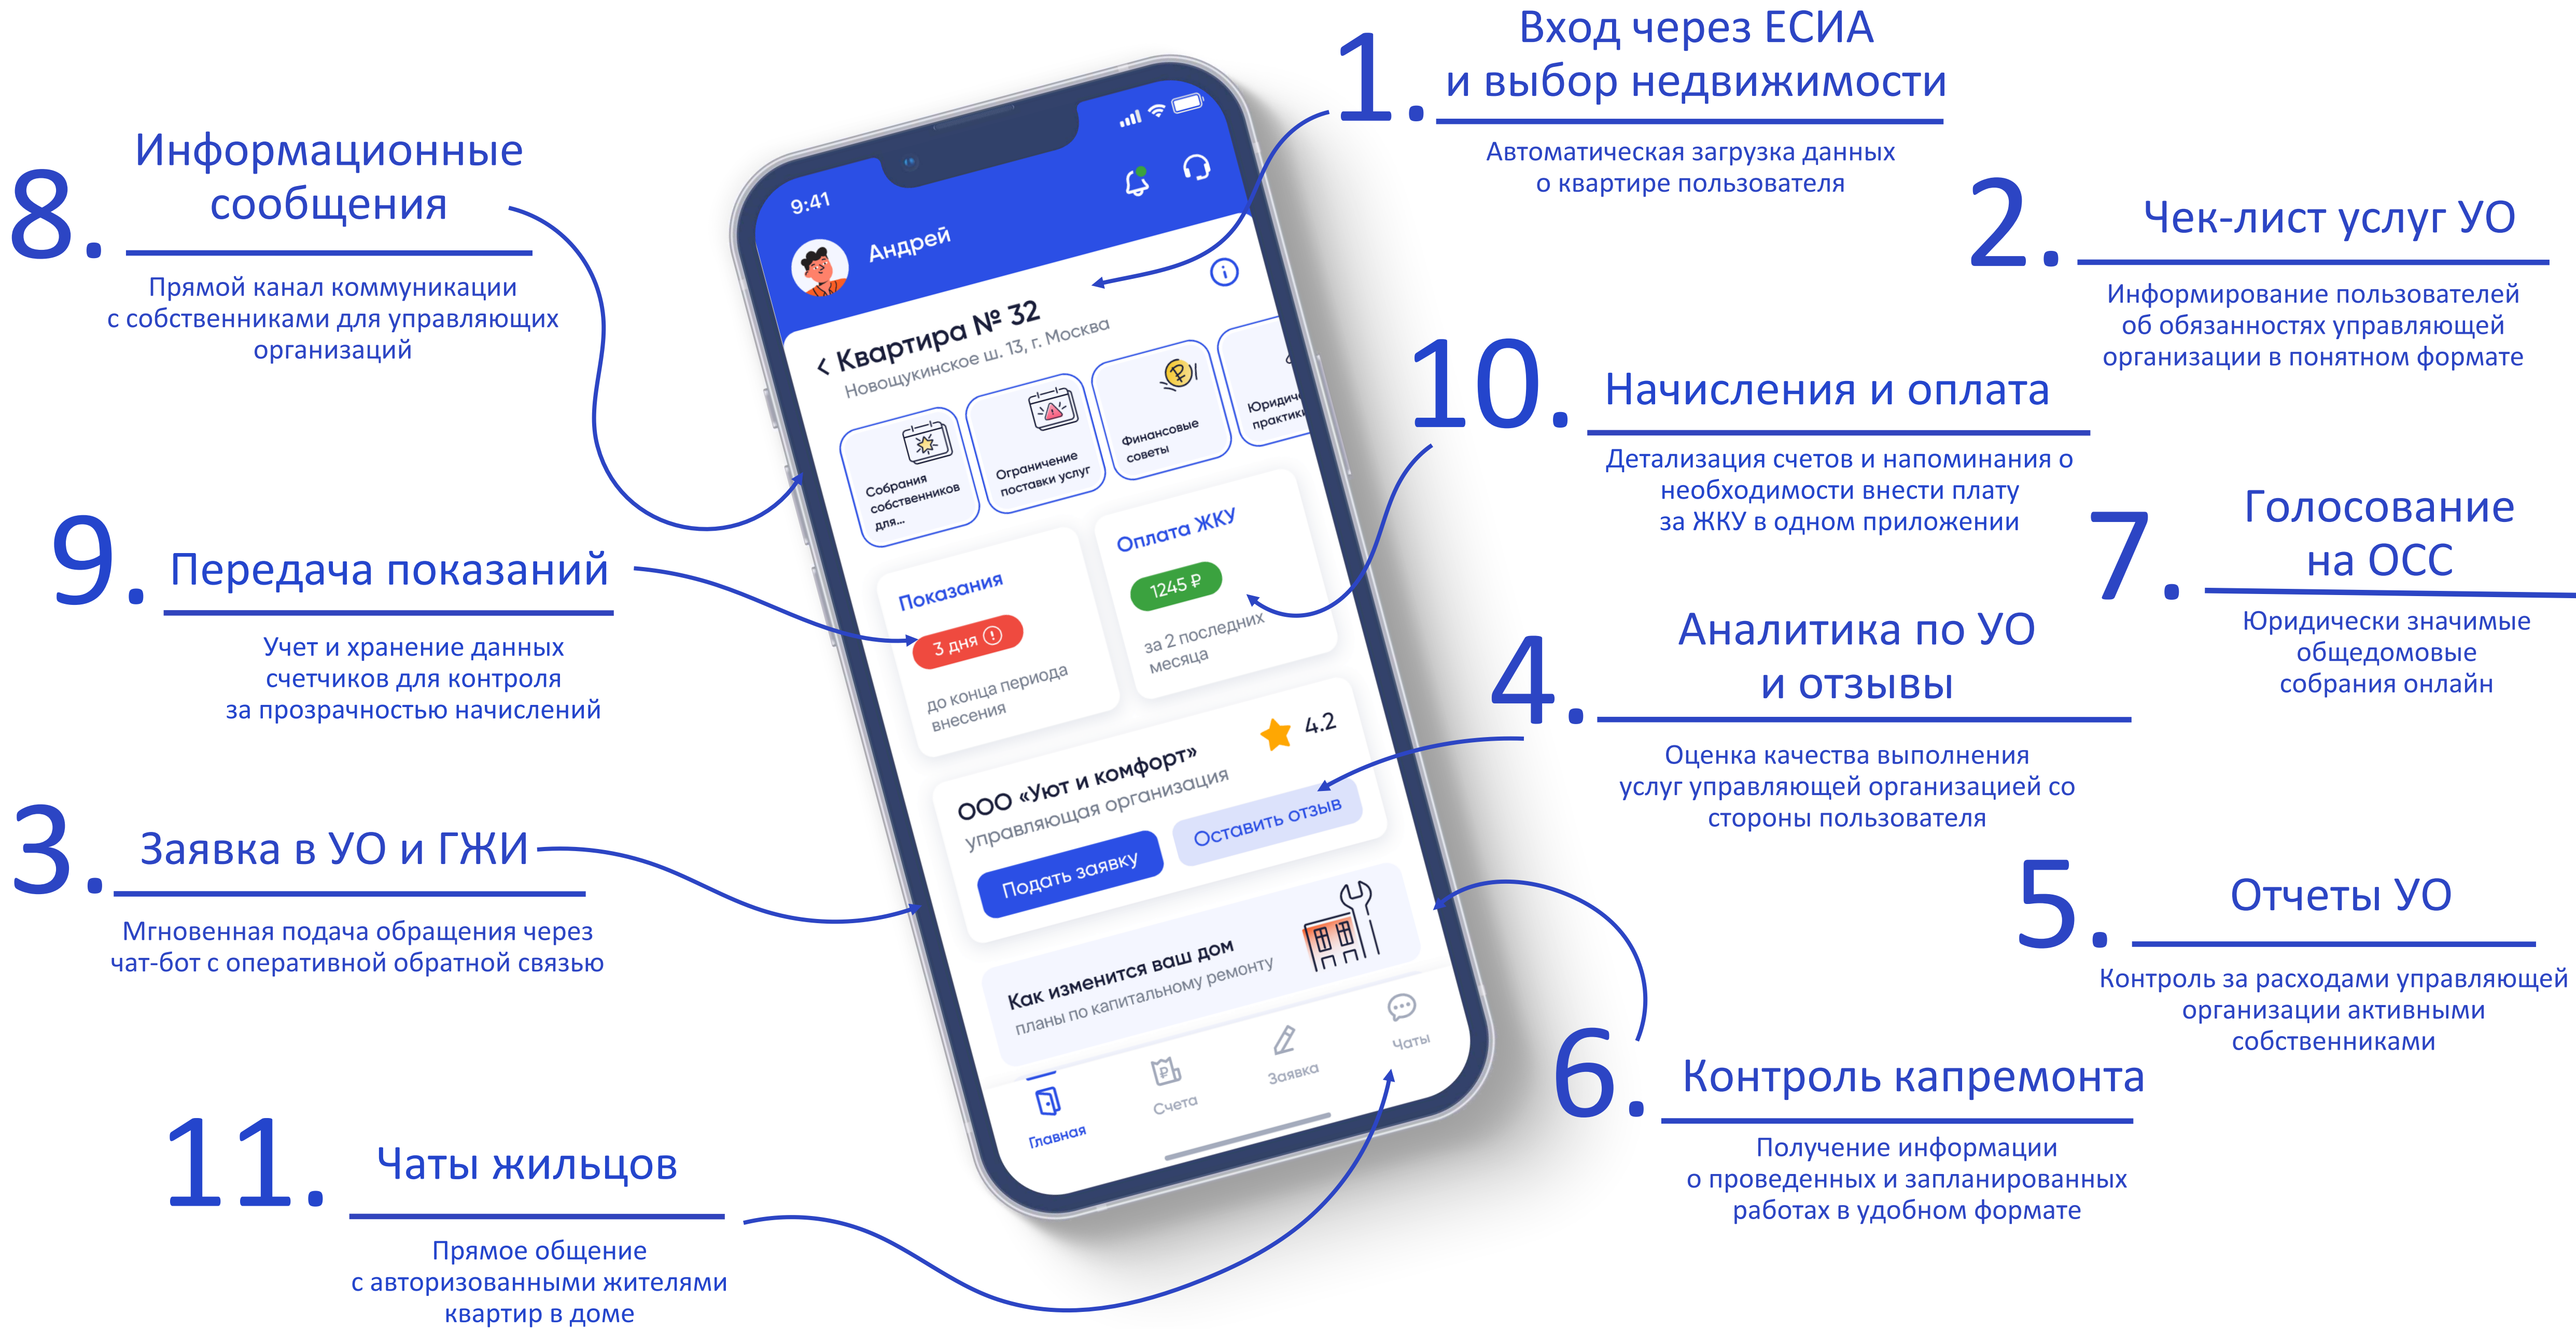 1.
Вход через ЕСИА
и выбор недвижимости
Автоматическая загрузка данных
о квартире пользователя
2.
Чек-лист услуг УО
Информирование пользователей
об обязанностях управляющей
организации в понятном формате
8.
Информационные
сообщения
Прямой канал коммуникации
с собственниками для управляющих
организаций
10.
Начисления и оплата
Детализация счетов и напоминания о
необходимости внести плату
за ЖКУ в одном приложении
7.
Голосование
на ОСС
Юридически значимые
общедомовые
собрания онлайн
9.
Передача показаний
Учет и хранение данных
счетчиков для контроля
за прозрачностью начислений
4.
Аналитика по УО
и отзывы
Оценка качества выполнения
услуг управляющей организацией со
стороны пользователя
3.
Заявка в УО и ГЖИ
Мгновенная подача обращения через
чат-бот с оперативной обратной связью
5.
Отчеты УО
Контроль за расходами управляющей
организации активными
собственниками
6.
Контроль капремонта
Получение информации
о проведенных и запланированных
работах в удобном формате
11.
Чаты жильцов
Прямое общение
с авторизованными жителями
квартир в доме
9:41
Андрей
< Квартира № 32
Новощукинское ш. 13, г. Москва
Собрания
собственников
для...
Ограничение
поставки услуг
Финансовые
советы
Юридич
практики
Показания
3 дня
до конца периода
внесения
Оплата ЖКУ
1245 ₽
за 2 последних
месяца
ООО «Уют и комфорт»
4.2
управляющая организация
Подать заявку
Оставить отзыв
Как изменится ваш дом
планы по капитальному ремонту
Главная
Счета
Заявка
Чаты